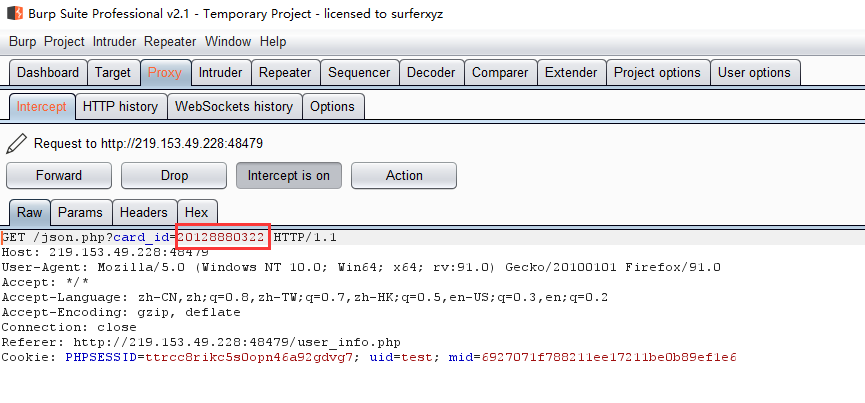 Burp Suite Professional v2.1 - Temporary Project - licensed to surferxyz
Burp Project Intruder Repeater Window Help
Dashboard Target Proxy Intruder Repeater Sequencer Decoder Comparer Extender Project options User options
Intercept HTTP history WebSockets history Options
Request to http://219.153.49.228:48479
Forward Drop Intercept is on Action
Raw Params Headers Hex
GET /json.php?card_id=20128880322 HTTP/1.1
Host: 219.153.49.228:48479
User-Agent: Mozilla/5.0 (Windows NT 10.0; Win64; x64; rv:91.0) Gecko/20100101 Firefox/91.0
Accept: */*
Accept-Language: zh-CN,zh;q=0.8,zh-TW;q=0.7,zh-HK;q=0.5,en-US;q=0.3,en;q=0.2
Accept-Encoding: gzip, deflate
Connection: close
Referer: http://219.153.49.228:48479/user_info.php
Cookie: PHPSESSID=ttrcc8rikc5s0opn46a92gdvg7; uid=test; mid=6927071f788211ee17211be0b89ef1e6